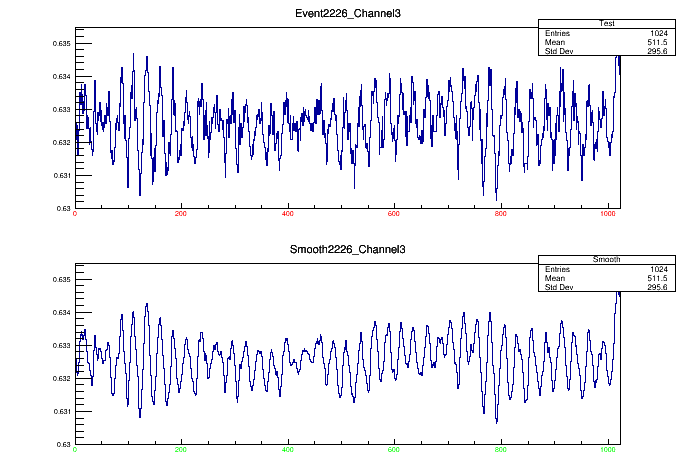 Event2226_Channel3
Test
Entries 1024
Mean 511.5
Std Dev 295.6
0.635
0.634
0.633
0.632
0.631
0.63
0 200 400 600 800 1000
Smooth2226_Channel3
Smooth
Entries 1024
Mean 511.5
Std Dev 295.6
0.635
0.634
0.633
0.632
0.631
0.63
0 200 400 600 800 1000